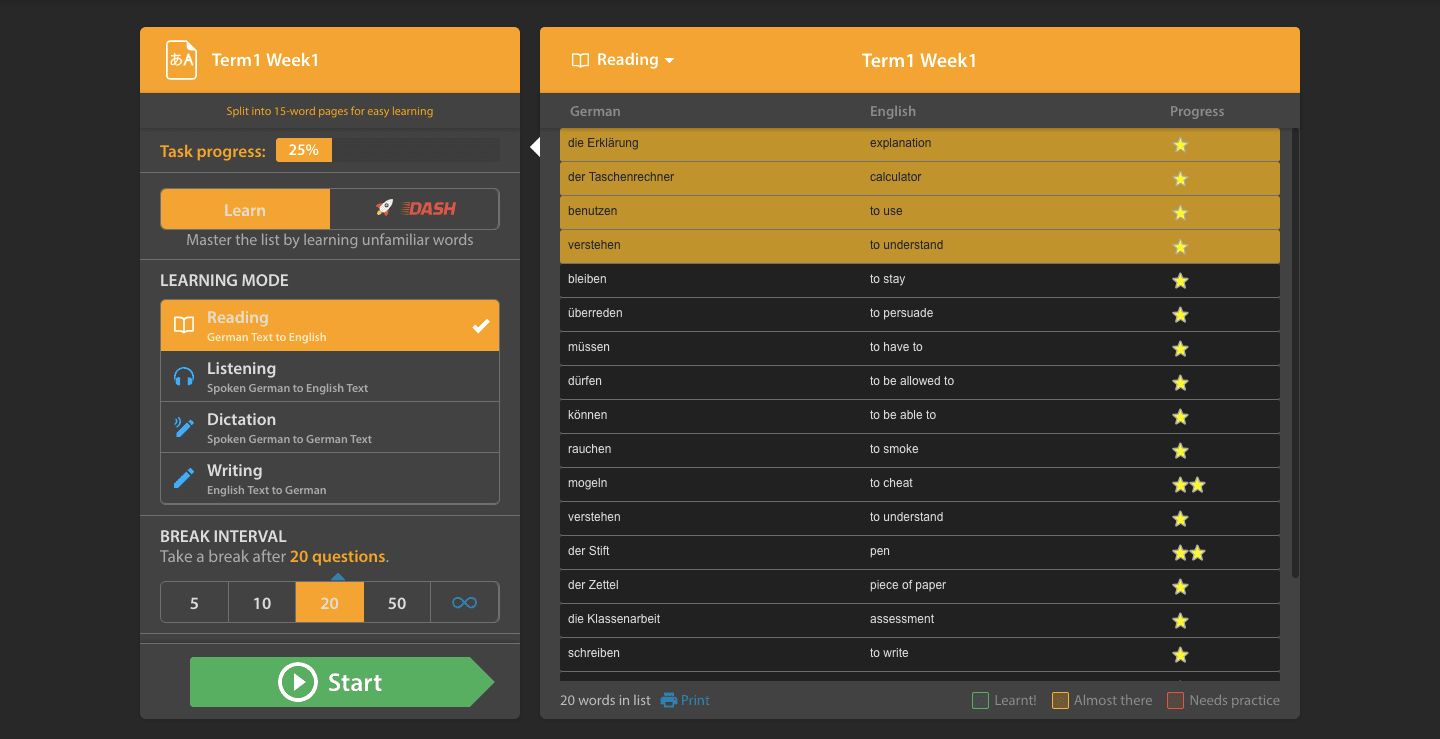 あA
Term1 Week1
Split into 15-word pages for easy learning
Task progress: 25%
Learn DASH
Master the list by learning unfamiliar words
LEARNING MODE
Reading
German Text to English
Listening
Spoken German to English Text
Dictation
Spoken German to German Text
Writing
English Text to German
BREAK INTERVAL
Take a break after 20 questions.
5 10 20 50 ∞
Start
Reading Term1 Week1
German English Progress
die Erklärung explanation
der Taschenrechner calculator
benutzen to use
verstehen to understand
bleiben to stay
überreden to persuade
müssen to have to
dürfen to be allowed to
können to be able to
rauchen to smoke
mogeln to cheat
verstehen to understand
der Stift pen
der Zettel piece of paper
die Klassenarbeit assessment
schreiben to write
20 words in list Print Learnt! Almost there Needs practice